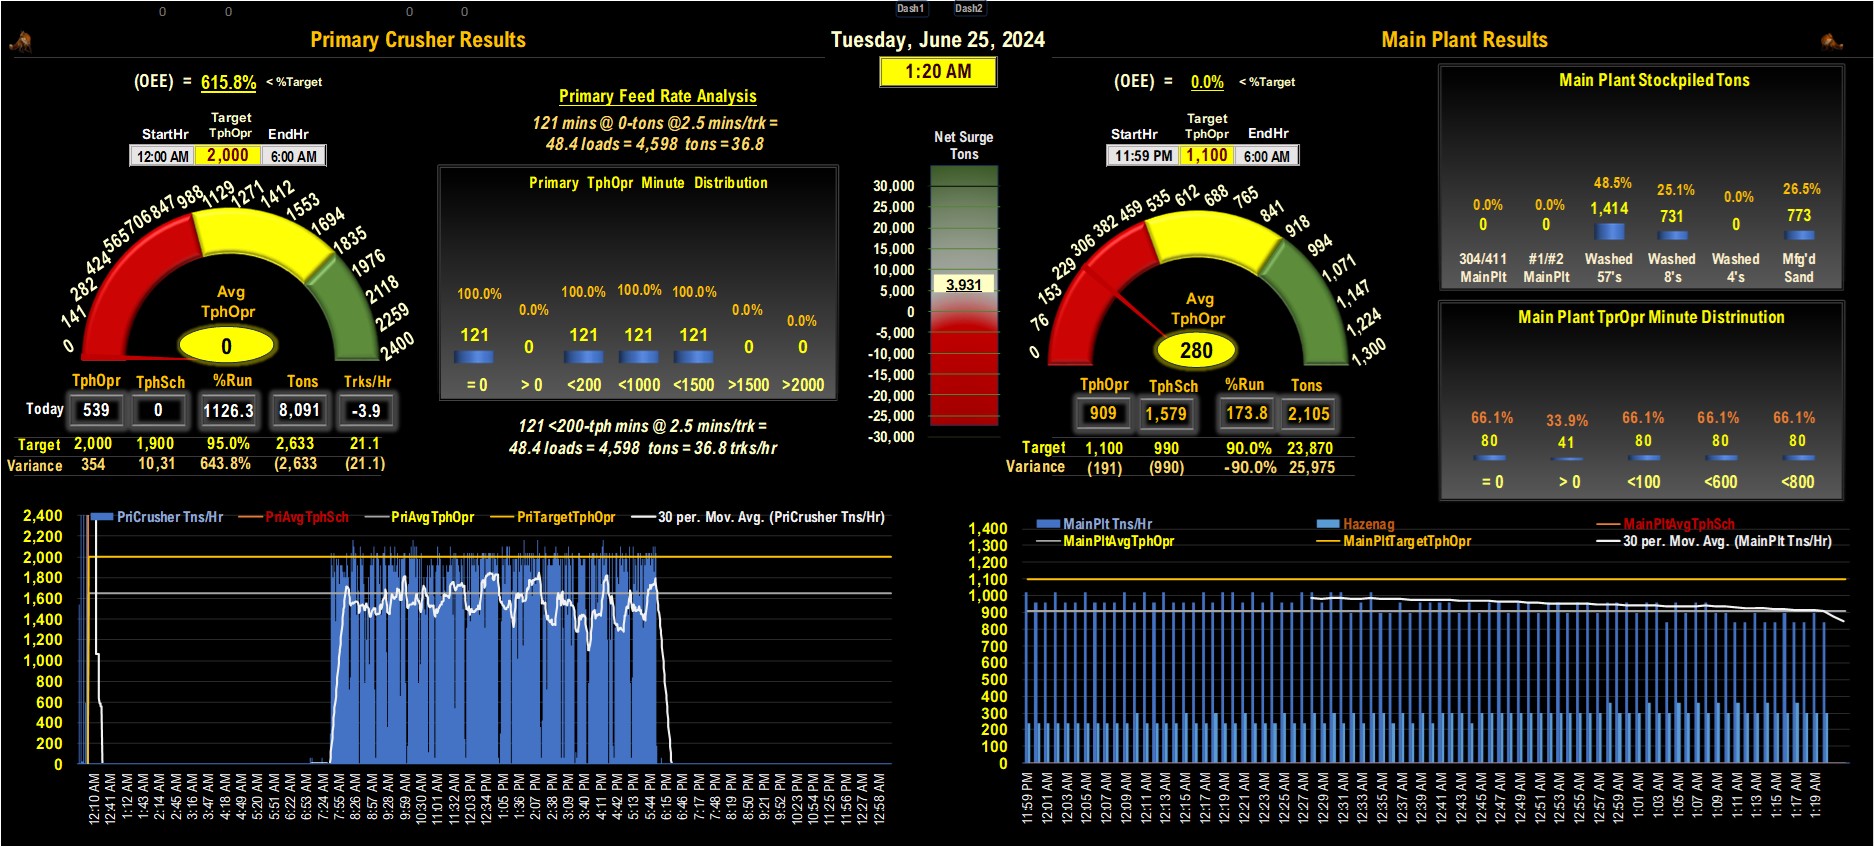 0 0 0 0 Dash1 Dash2
Primary Crusher Results
Tuesday, June 25, 2024
Main Plant Results
1:20 AM
(OEE) = 615.8% < %Target
Target
StartHr TphOpr EndHr
12:00 AM 2,000 6:00 AM
0 141 282 424 565 706 847 988 1129 1271 1412 1553 1694 1835 1976 2118 2259 2400
Avg
TphOpr
0
TphOpr TphSch %Run Tons Trks/Hr
Today 539 0 1126.3 8,091 -3.9
Target 2,000 1,900 95.0% 2,633 21.1
Variance 354 10,31 643.8% (2,633 (21.1)
Primary Feed Rate Analysis
121 mins @ 0-tons @2.5 mins/trk =
48.4 loads = 4,598 tons = 36.8
Primary TphOpr Minute Distribution
100.0% 0.0% 100.0% 100.0% 100.0% 0.0% 0.0%
121 0 121 121 121 0 0
= 0 > 0 <200 <1000 <1500 >1500 >2000
121 <200-tph mins @ 2.5 mins/trk =
48.4 loads = 4,598 tons = 36.8 trks/hr
Net Surge
Tons
30,000
25,000
20,000
15,000
10,000
3,931
5,000
0
-5,000
-10,000
-15,000
-20,000
-25,000
-30,000
(OEE) = 0.0% < %Target
Target
StartHr TphOpr EndHr
11:59 PM 1,100 6:00 AM
0 76 153 229 306 382 459 535 612 688 765 841 918 994 1,071 1,147 1,224 1,300
Avg
TphOpr
280
TphOpr TphSch %Run Tons
909 1,579 173.8 2,105
Target 1,100 990 90.0% 23,870
Variance (191) (990) -90.0% 25,975
Main Plant Stockpiled Tons
0.0% 0.0% 48.5% 25.1% 0.0% 26.5%
0 0 1,414 731 0 773
304/411 #1/#2 Washed Washed Washed Mfg'd
MainPlt MainPlt 57's 8's 4's Sand
Main Plant TprOpr Minute Distrinution
66.1% 33.9% 66.1% 66.1% 66.1%
80 41 80 80 80
= 0 > 0 <100 <600 <800
PriCrusher Tns/Hr PriAvgTphSch PriAvgTphOpr PriTargetTphOpr 30 per. Mov. Avg. (PriCrusher Tns/Hr)
2,400
2,200
2,000
1,800
1,600
1,400
1,200
1,000
800
600
400
200
0
12:10 AM 12:41 AM 1:12 AM 1:43 AM 2:14 AM 2:45 AM 3:16 AM 3:47 AM 4:18 AM 4:49 AM 5:20 AM 5:51 AM 6:22 AM 6:53 AM 7:24 AM 7:55 AM 8:26 AM 8:57 AM 9:28 AM 9:59 AM 10:30 AM 11:01 AM 11:32 AM 12:03 PM 12:34 PM 1:05 PM 1:36 PM 2:07 PM 2:38 PM 3:09 PM 3:40 PM 4:11 PM 4:42 PM 5:13 PM 5:44 PM 6:15 PM 6:46 PM 7:17 PM 7:48 PM 8:19 PM 8:50 PM 9:21 PM 9:52 PM 10:23 PM 10:54 PM 11:25 PM 11:56 PM 12:27 AM 12:58 AM
MainPlt Tns/Hr Hazenag MainPltAvgTphSch
MainPltAvgTphOpr MainPltTargetTphOpr 30 per. Mov. Avg. (MainPlt Tns/Hr)
1,400
1,300
1,200
1,100
1,000
900
800
700
600
500
400
300
200
100
0
11:59 PM 12:01 AM 12:03 AM 12:05 AM 12:07 AM 12:09 AM 12:11 AM 12:13 AM 12:15 AM 12:17 AM 12:19 AM 12:21 AM 12:23 AM 12:25 AM 12:27 AM 12:29 AM 12:31 AM 12:33 AM 12:35 AM 12:37 AM 12:39 AM 12:41 AM 12:43 AM 12:45 AM 12:47 AM 12:49 AM 12:51 AM 12:53 AM 12:55 AM 12:57 AM 12:59 AM 1:01 AM 1:03 AM 1:05 AM 1:07 AM 1:09 AM 1:11 AM 1:13 AM 1:15 AM 1:17 AM 1:19 AM